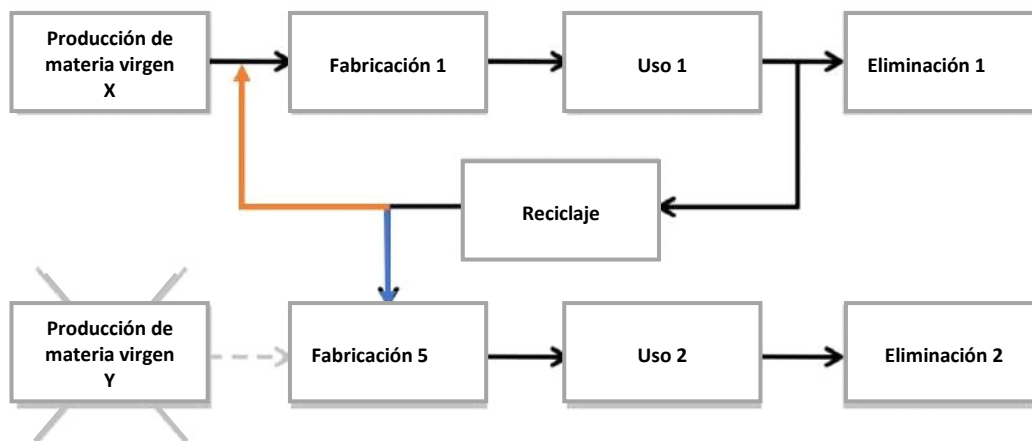 Producción de
materia virgen
X
Fabricación 1
Uso 1
Eliminación 1
Reciclaje
Producción de
materia virgen
Y
Fabricación 5
Uso 2
Eliminación 2